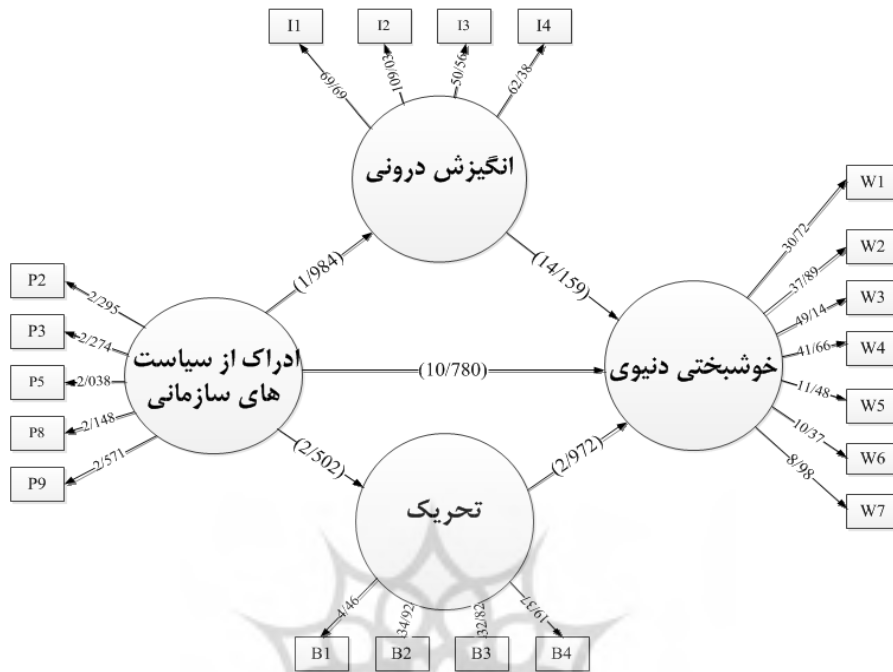 I1
I2
I3
I4
69/69
109/03
50/56
62/38
انگیزش درونی
(1/984)
(14/159)
P2
P3
P5
P8
P9
2/295
2/274
2/038
2/148
2/571
ادراک از سیاست
های سازمانی
(10/780)
خوشبختی دنیوی
30/72
37/89
49/14
41/66
11/48
10/37
8/98
W1
W2
W3
W4
W5
W6
W7
(2/502)
(2/972)
تحریک
4/46
34/92
32/82
19/37
B1
B2
B3
B4